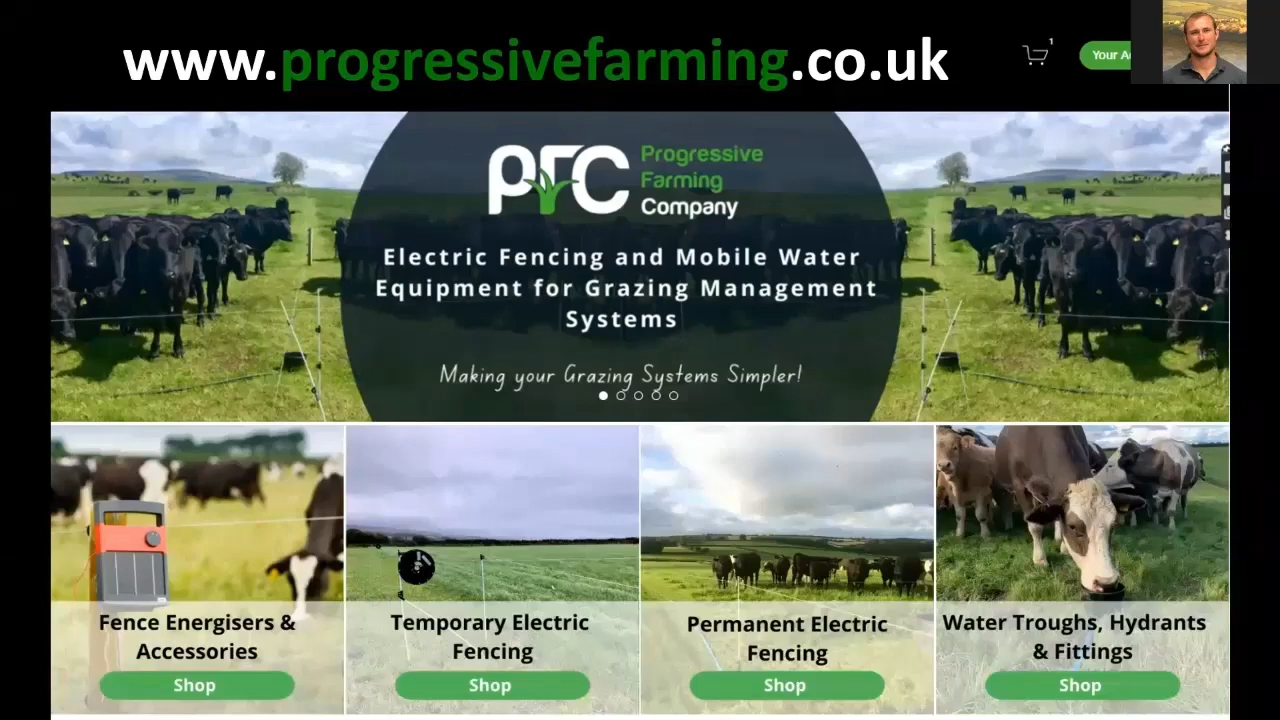 www.progressivefarming.co.uk
1
Your Ac
PFC
Progressive
Farming
Company
Electric Fencing and Mobile Water
Equipment for Grazing Management
Systems
Making your Grazing Systems Simpler!
Fence Energisers &
Accessories
Shop
Temporary Electric
Fencing
Shop
Permanent Electric
Fencing
Shop
Water Troughs, Hydrants
& Fittings
Shop